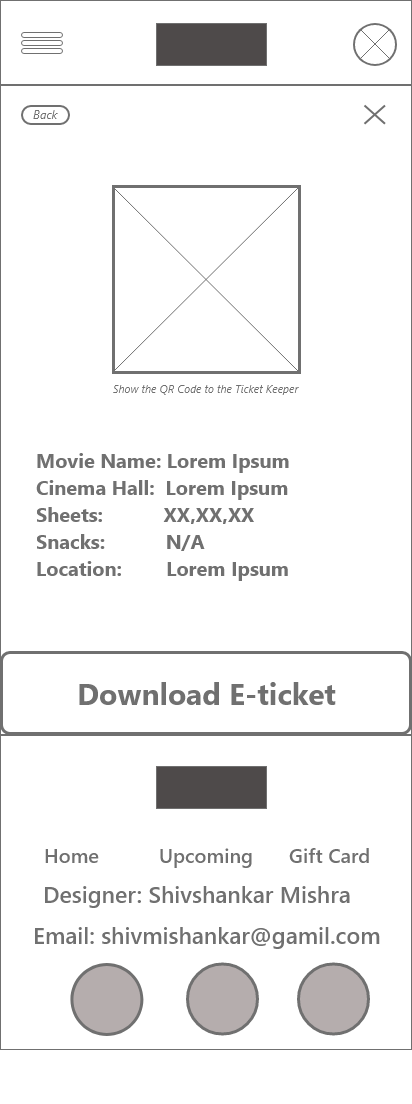 Back
Show the QR Code to the Ticket Keeper
Movie Name: Lorem Ipsum
Cinema Hall: Lorem Ipsum
Sheets: XX,XX,XX
Snacks: N/A
Location: Lorem Ipsum
Download E-ticket
Home Upcoming Gift Card
Designer: Shivshankar Mishra
Email: shivmishankar@gamil.com